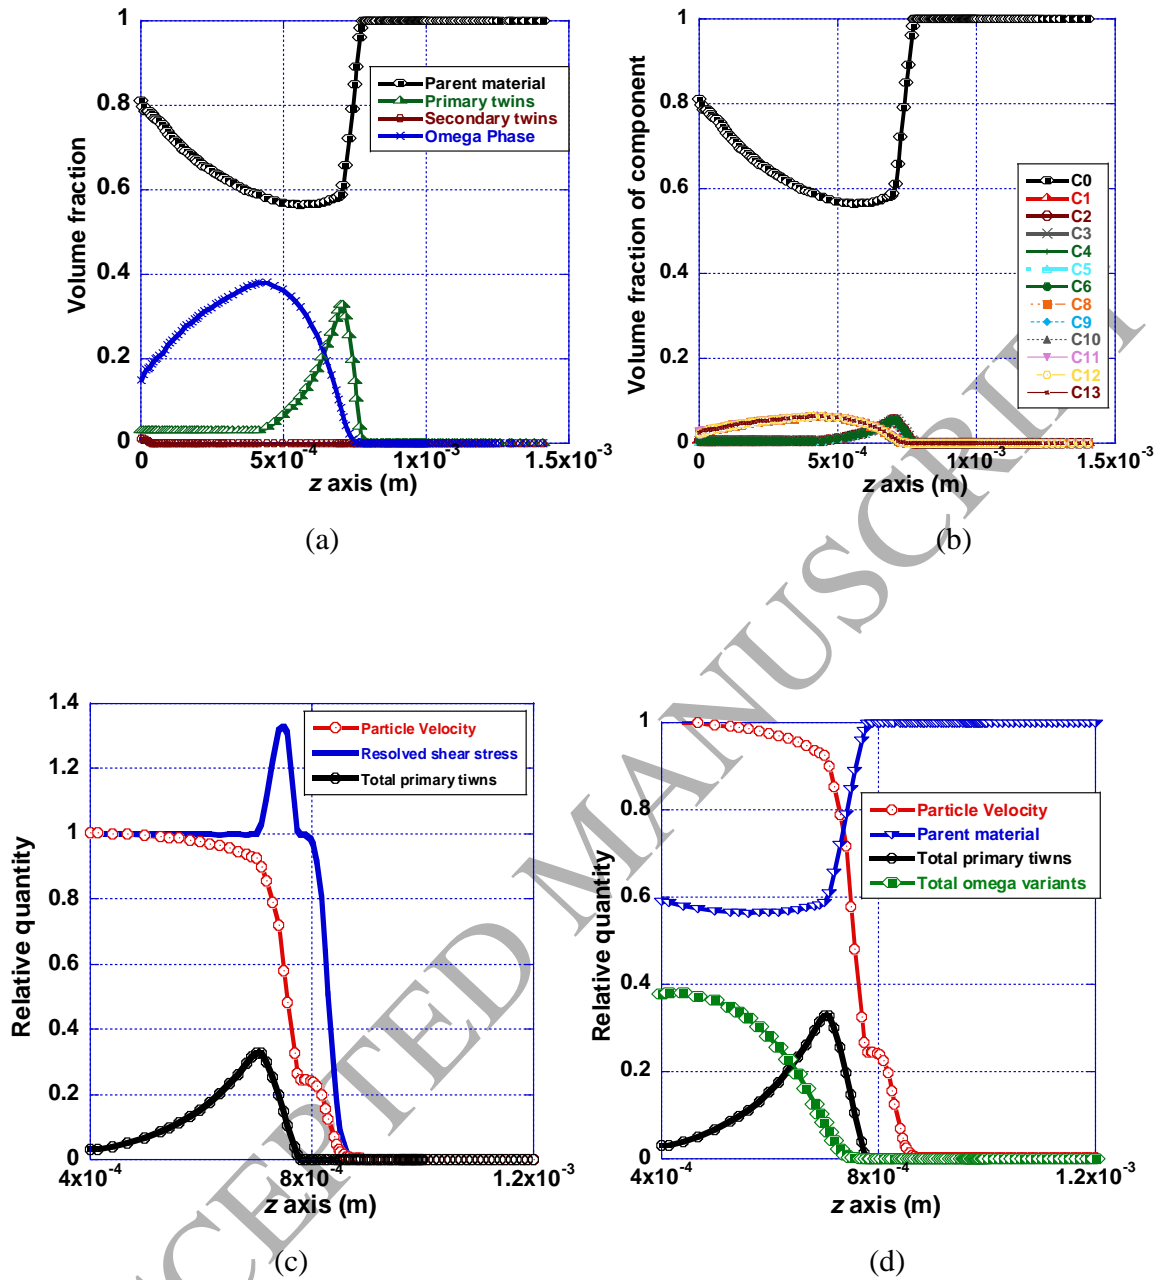 1
0.8
0.6
0.4
0.2
0
Volume fraction
Parent material
Primary twins
Secondary twins
Omega Phase
0
5x10⁻⁴
1x10⁻³
1.5x10⁻³
z axis (m)
(a)
1
0.8
0.6
0.4
0.2
0
Volume fraction of component
C0
C1
C2
C3
C4
C5
C6
C8
C9
C10
C11
C12
C13
0
5x10⁻⁴
1x10⁻³
1.5x10⁻³
z axis (m)
(b)
1.4
1.2
1
0.8
0.6
0.4
0.2
0
Relative quantity
Particle Velocity
Resolved shear stress
Total primary tiwns
4x10⁻⁴
8x10⁻⁴
1.2x10⁻³
z axis (m)
(c)
1
0.8
0.6
0.4
0.2
0
Relative quantity
Particle Velocity
Parent material
Total primary tiwns
Total omega variants
4x10⁻⁴
8x10⁻⁴
1.2x10⁻³
z axis (m)
(d)
CCEPTED MANUSCRIPT